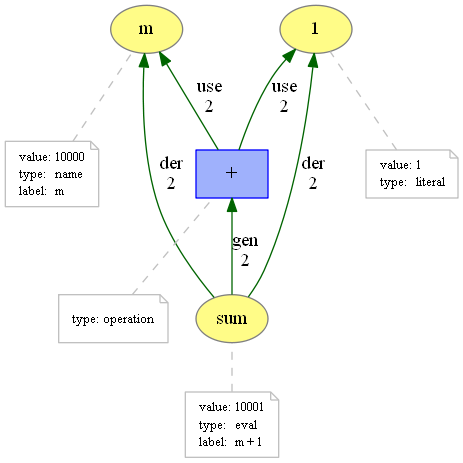 m
1
use
2
use
2
value: 10000
type: name
label: m
der
2
+
der
2
value: 1
type: literal
gen
2
type: operation
sum
value: 10001
type: eval
label: m + 1